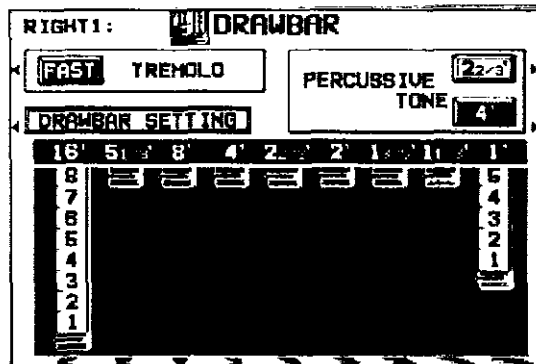 RIGHT1: DRAWBAR
FAST TREMOLO
PERCUSSIVE TONE
2 2/3'
4'
DRAWBAR SETTING
16' 5 1/3' 8' 4' 2 2/3' 2' 1 3/5' 1 1/3' 1'
8 5
7 4
6 3
5 2
4 1
3
2
1